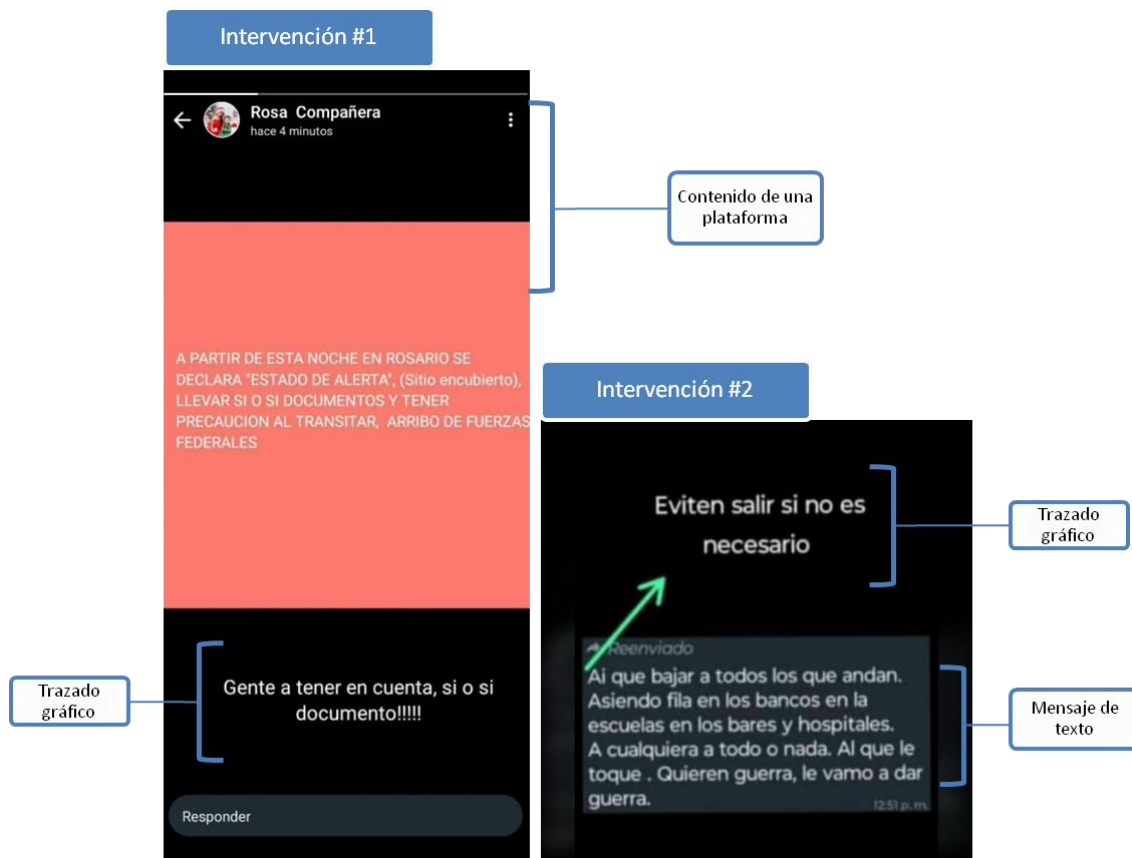 Intervención #1
Rosa Compañera
hace 4 minutos
Contenido de una
plataforma
A PARTIR DE ESTA NOCHE EN ROSARIO SE
DECLARA "ESTADO DE ALERTA", (Sitio encubierto),
LLEVAR SI O SI DOCUMENTOS Y TENER
PRECAUCION AL TRANSITAR, ARRIBO DE FUERZAS
FEDERALES
Trazado
gráfico
Gente a tener en cuenta, si o si
documento!!!!!
Responder
Intervención #2
Eviten salir si no es
necesario
Trazado
gráfico
Reenviado
Ai que bajar a todos los que andan.
Asiendo fila en los bancos en la
escuelas en los bares y hospitales.
A cualquiera a todo o nada. Al que le
toque . Quieren guerra, le vamo a dar
guerra.
12:51 p. m.
Mensaje de
texto